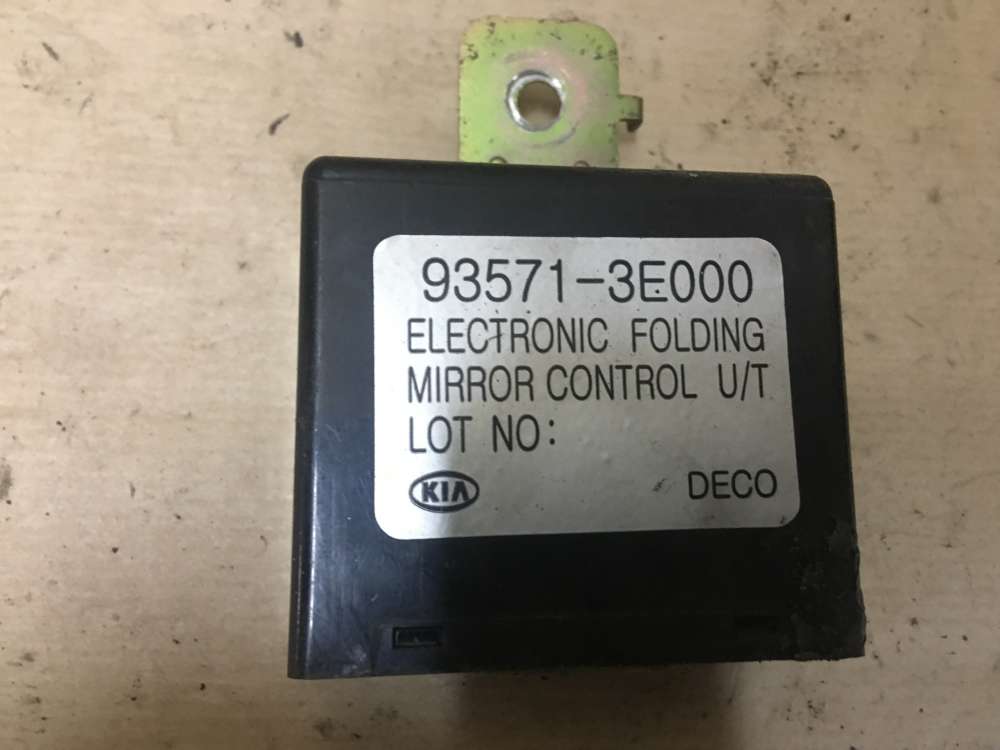 93571-3E000
ELECTRONIC FOLDING
MIRROR CONTROL U/T
LOT NO:
KIA DECO